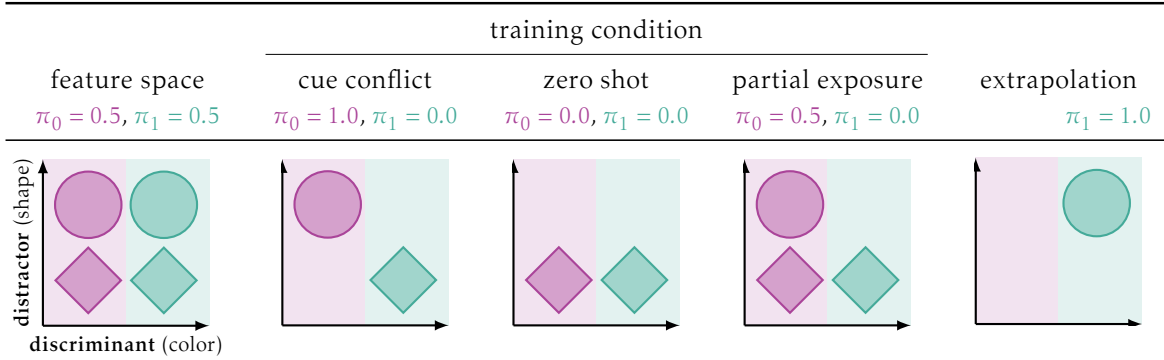 training condition
feature space cue conflict zero shot partial exposure extrapolation
π₀ = 0.5, π₁ = 0.5 π₀ = 1.0, π₁ = 0.0 π₀ = 0.0, π₁ = 0.0 π₀ = 0.5, π₁ = 0.0 π₁ = 1.0
distractor (shape)
discriminant (color)